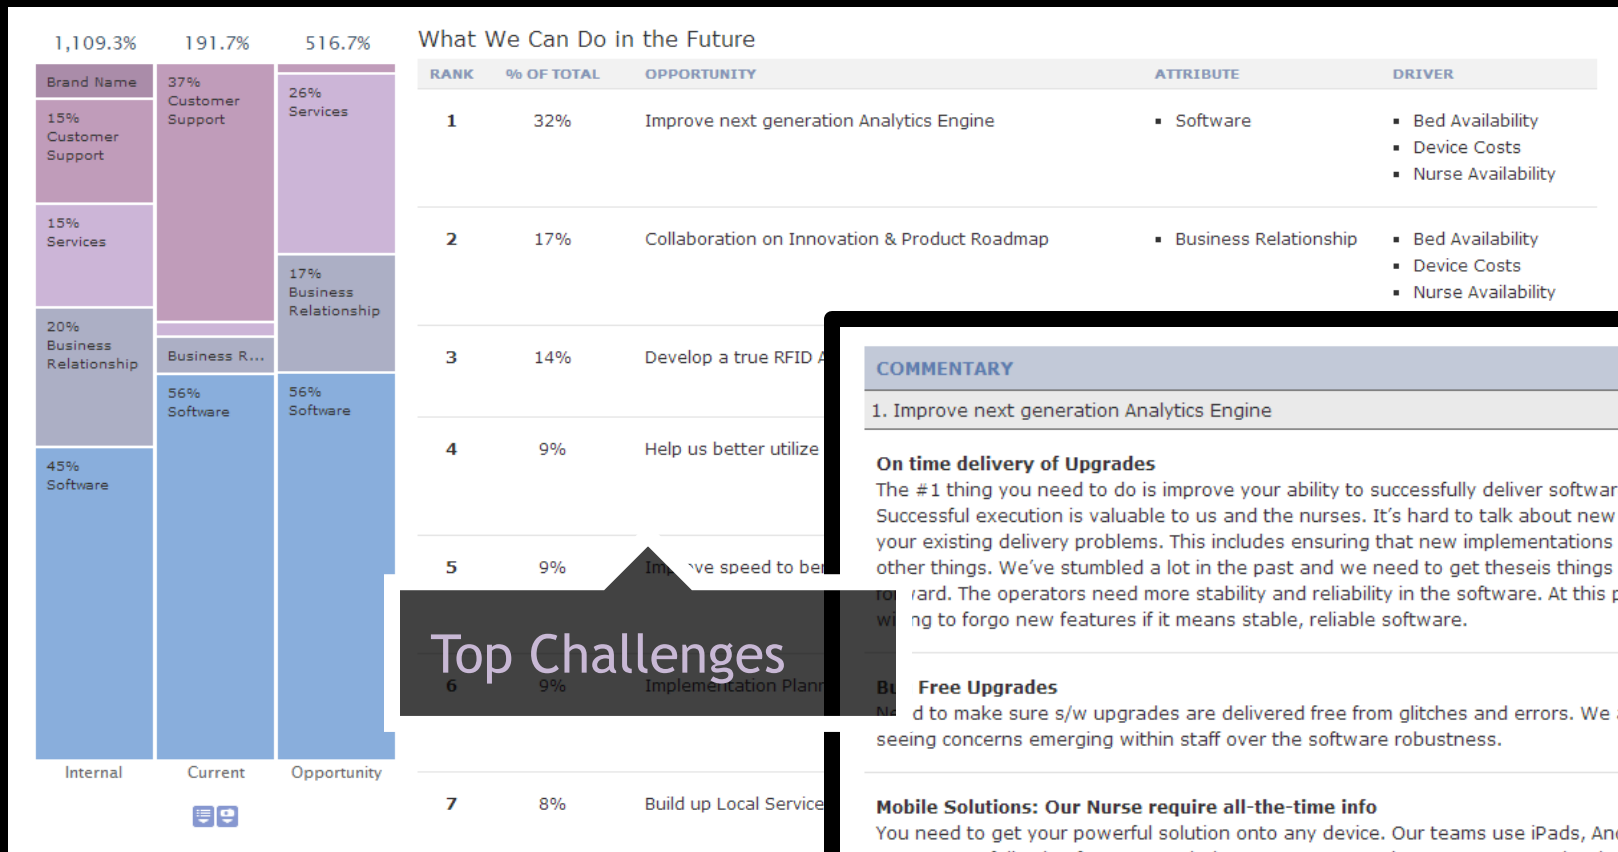 1,109.3% 191.7% 516.7%
Brand Name
15%
Customer
Support
15%
Services
20%
Business
Relationship
45%
Software
Internal
37%
Customer
Support
Business R...
56%
Software
Current
26%
Services
17%
Business
Relationship
56%
Software
Opportunity
What We Can Do in the Future
RANK % OF TOTAL OPPORTUNITY ATTRIBUTE DRIVER
1 32% Improve next generation Analytics Engine ▪ Software ▪ Bed Availability
▪ Device Costs
▪ Nurse Availability
2 17% Collaboration on Innovation & Product Roadmap ▪ Business Relationship ▪ Bed Availability
▪ Device Costs
▪ Nurse Availability
3 14% Develop a true RFID
4 9% Help us better utilize
5 9% speed to
6 9% Implementation
7 8% Build up Local Service
Top Challenges
COMMENTARY
1. Improve next generation Analytics Engine
On time delivery of Upgrades
The #1 thing you need to do is improve your ability to successfully deliver
Successful execution is valuable to us and the nurses. It's hard to talk about new
your existing delivery problems. This includes ensuring that new implementations
other things. We've stumbled a lot in the past and we need to get theseis things
The operators need more stability and reliability in the software. At this
to forgo new features if it means stable, reliable software.
Free Upgrades
to make sure s/w upgrades are delivered free from glitches and errors. We
seeing concerns emerging within staff over the software robustness.
Mobile Solutions: Our Nurse require all-the-time info
You need to get your powerful solution onto any device. Our teams use iPads,